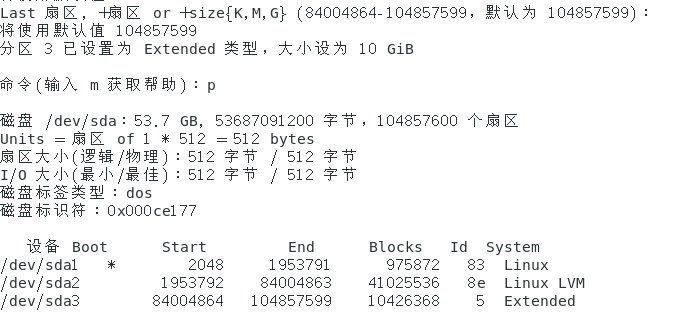 Last 扇区, +扇区 or +size{K,M,G} (84004864-104857599，默认为 104857599)：
将使用默认值 104857599
分区 3 已设置为 Extended 类型，大小设为 10 GiB
命令(输入 m 获取帮助)：p
磁盘 /dev/sda：53.7 GB, 53687091200 字节，104857600 个扇区
Units = 扇区 of 1 * 512 = 512 bytes
扇区大小(逻辑/物理)：512 字节 / 512 字节
I/O 大小(最小/最佳)：512 字节 / 512 字节
磁盘标签类型：dos
磁盘标识符：0x000ce177
设备 Boot Start End Blocks Id System
/dev/sda1 * 2048 1953791 975872 83 Linux
/dev/sda2 1953792 84004863 41025536 8e Linux LVM
/dev/sda3 84004864 104857599 10426368 5 Extended